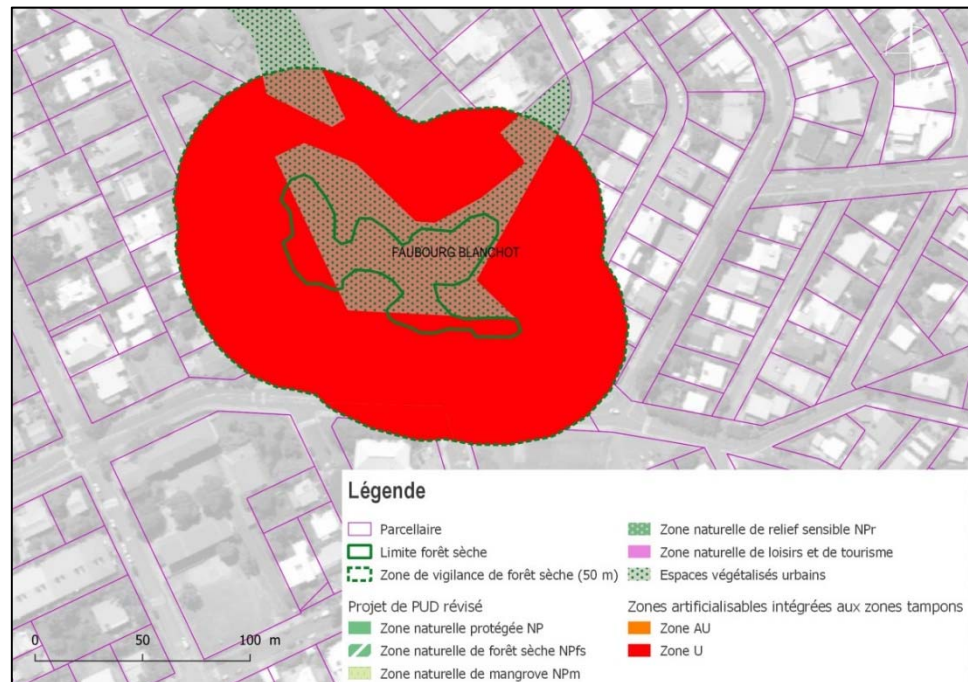 FAUBOURG BLANCHOT
Légende
Parcellaire
Limite forêt sèche
Zone de vigilance de forêt sèche (50 m)
Projet de PUD révisé
Zone naturelle protégée NP
Zone naturelle de forêt sèche NPfs
Zone naturelle de mangrove NPm
Zone naturelle de relief sensible NPr
Zone naturelle de loisirs et de tourisme
Espaces végétalisés urbains
Zones artificialisables intégrées aux zones tampons
Zone AU
Zone U
0 50 100 m